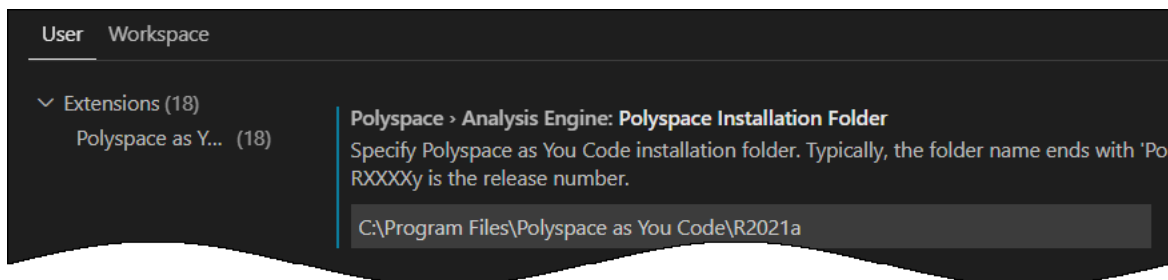 User Workspace
Extensions (18)
Polyspace as Y... (18)
Polyspace › Analysis Engine: Polyspace Installation Folder
Specify Polyspace as You Code installation folder. Typically, the folder name ends with 'Po
RXXXXy is the release number.
C:\Program Files\Polyspace as You Code\R2021a